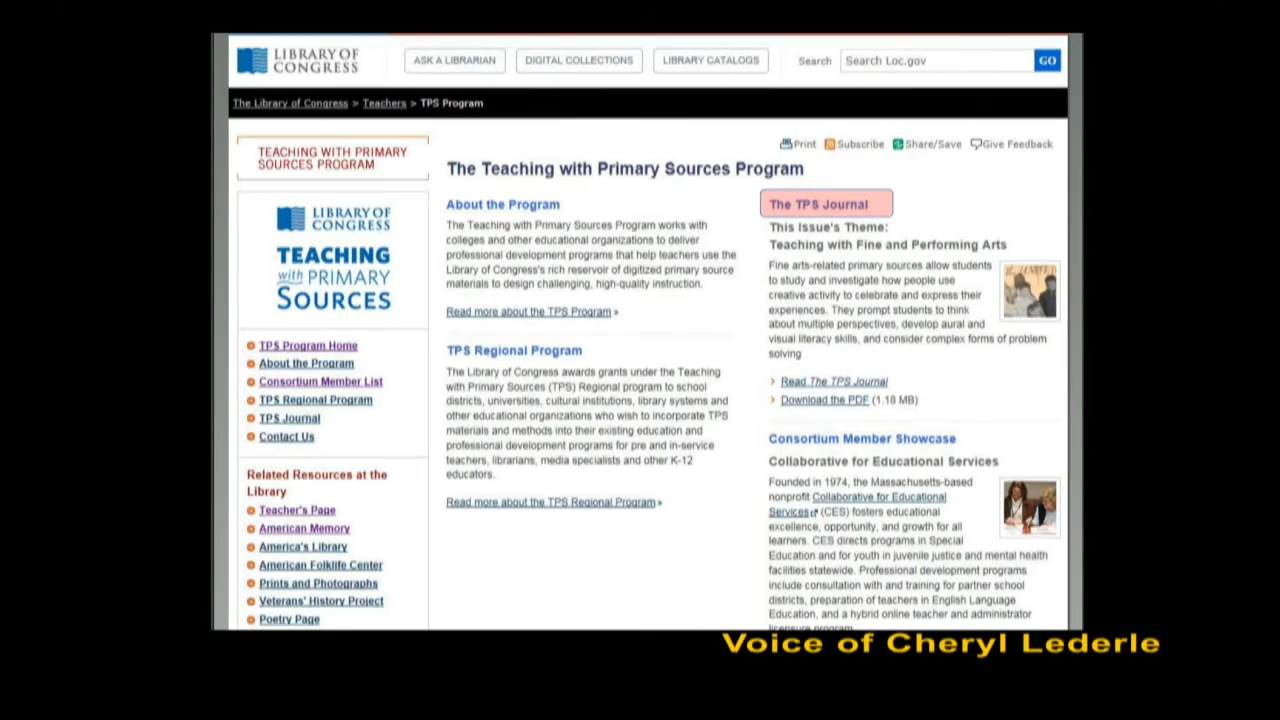 LIBRARY OF
CONGRESS
ASK A LIBRARIAN
DIGITAL COLLECTIONS
LIBRARY CATALOGS
Search
Search Loc.gov
GO
The Library of Congress > Teachers > TPS Program
TEACHING WITH PRIMARY
SOURCES PROGRAM
LIBRARY OF
CONGRESS
TEACHING
with PRIMARY
SOURCES
TPS Program Home
About the Program
Consortium Member List
TPS Regional Program
TPS Journal
Contact Us
Related Resources at the
Library
Teacher's Page
American Memory
America's Library
American Folklife Center
Prints and Photographs
Veterans' History Project
Poetry Page
Print
Subscribe
Share/Save
Give Feedback
The Teaching with Primary Sources Program
About the Program
The Teaching with Primary Sources Program works with
colleges and other educational organizations to deliver
professional development programs that help teachers use the
Library of Congress's rich reservoir of digitized primary source
materials to design challenging, high-quality instruction.
Read more about the TPS Program »
TPS Regional Program
The Library of Congress awards grants under the Teaching
with Primary Sources (TPS) Regional program to school
districts, universities, cultural institutions, library systems and
other educational organizations who wish to incorporate TPS
materials and methods into their existing education and
professional development programs for pre and in-service
teachers, librarians, media specialists and other K-12
educators.
Read more about the TPS Regional Program »
The TPS Journal
This Issue's Theme:
Teaching with Fine and Performing Arts
Fine arts-related primary sources allow students
to study and investigate how people use
creative activity to celebrate and express their
experiences. They prompt students to think
about multiple perspectives, develop aural and
visual literacy skills, and consider complex forms of problem
solving
Read The TPS Journal
Download the PDF (1.18 MB)
Consortium Member Showcase
Collaborative for Educational Services
Founded in 1974, the Massachusetts-based
nonprofit Collaborative for Educational
Services (CES) fosters educational
excellence, opportunity, and growth for all
learners. CES directs programs in Special
Education and for youth in juvenile justice and mental health
facilities statewide. Professional development programs
include consultation with and training for partner school
districts, preparation of teachers in English Language
Education, and a hybrid online teacher and administrator
licensure program.
Voice of Cheryl Lederle